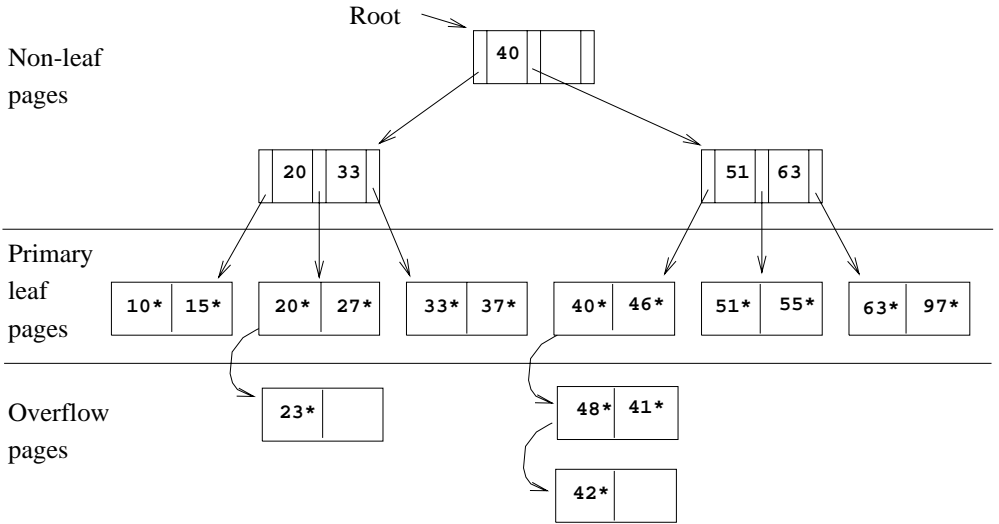 Root
Non-leaf
pages
40
20 33
51 63
Primary
leaf
pages
10* 15*
20* 27*
33* 37*
40* 46*
51* 55*
63* 97*
Overflow
pages
23*
48* 41*
42*